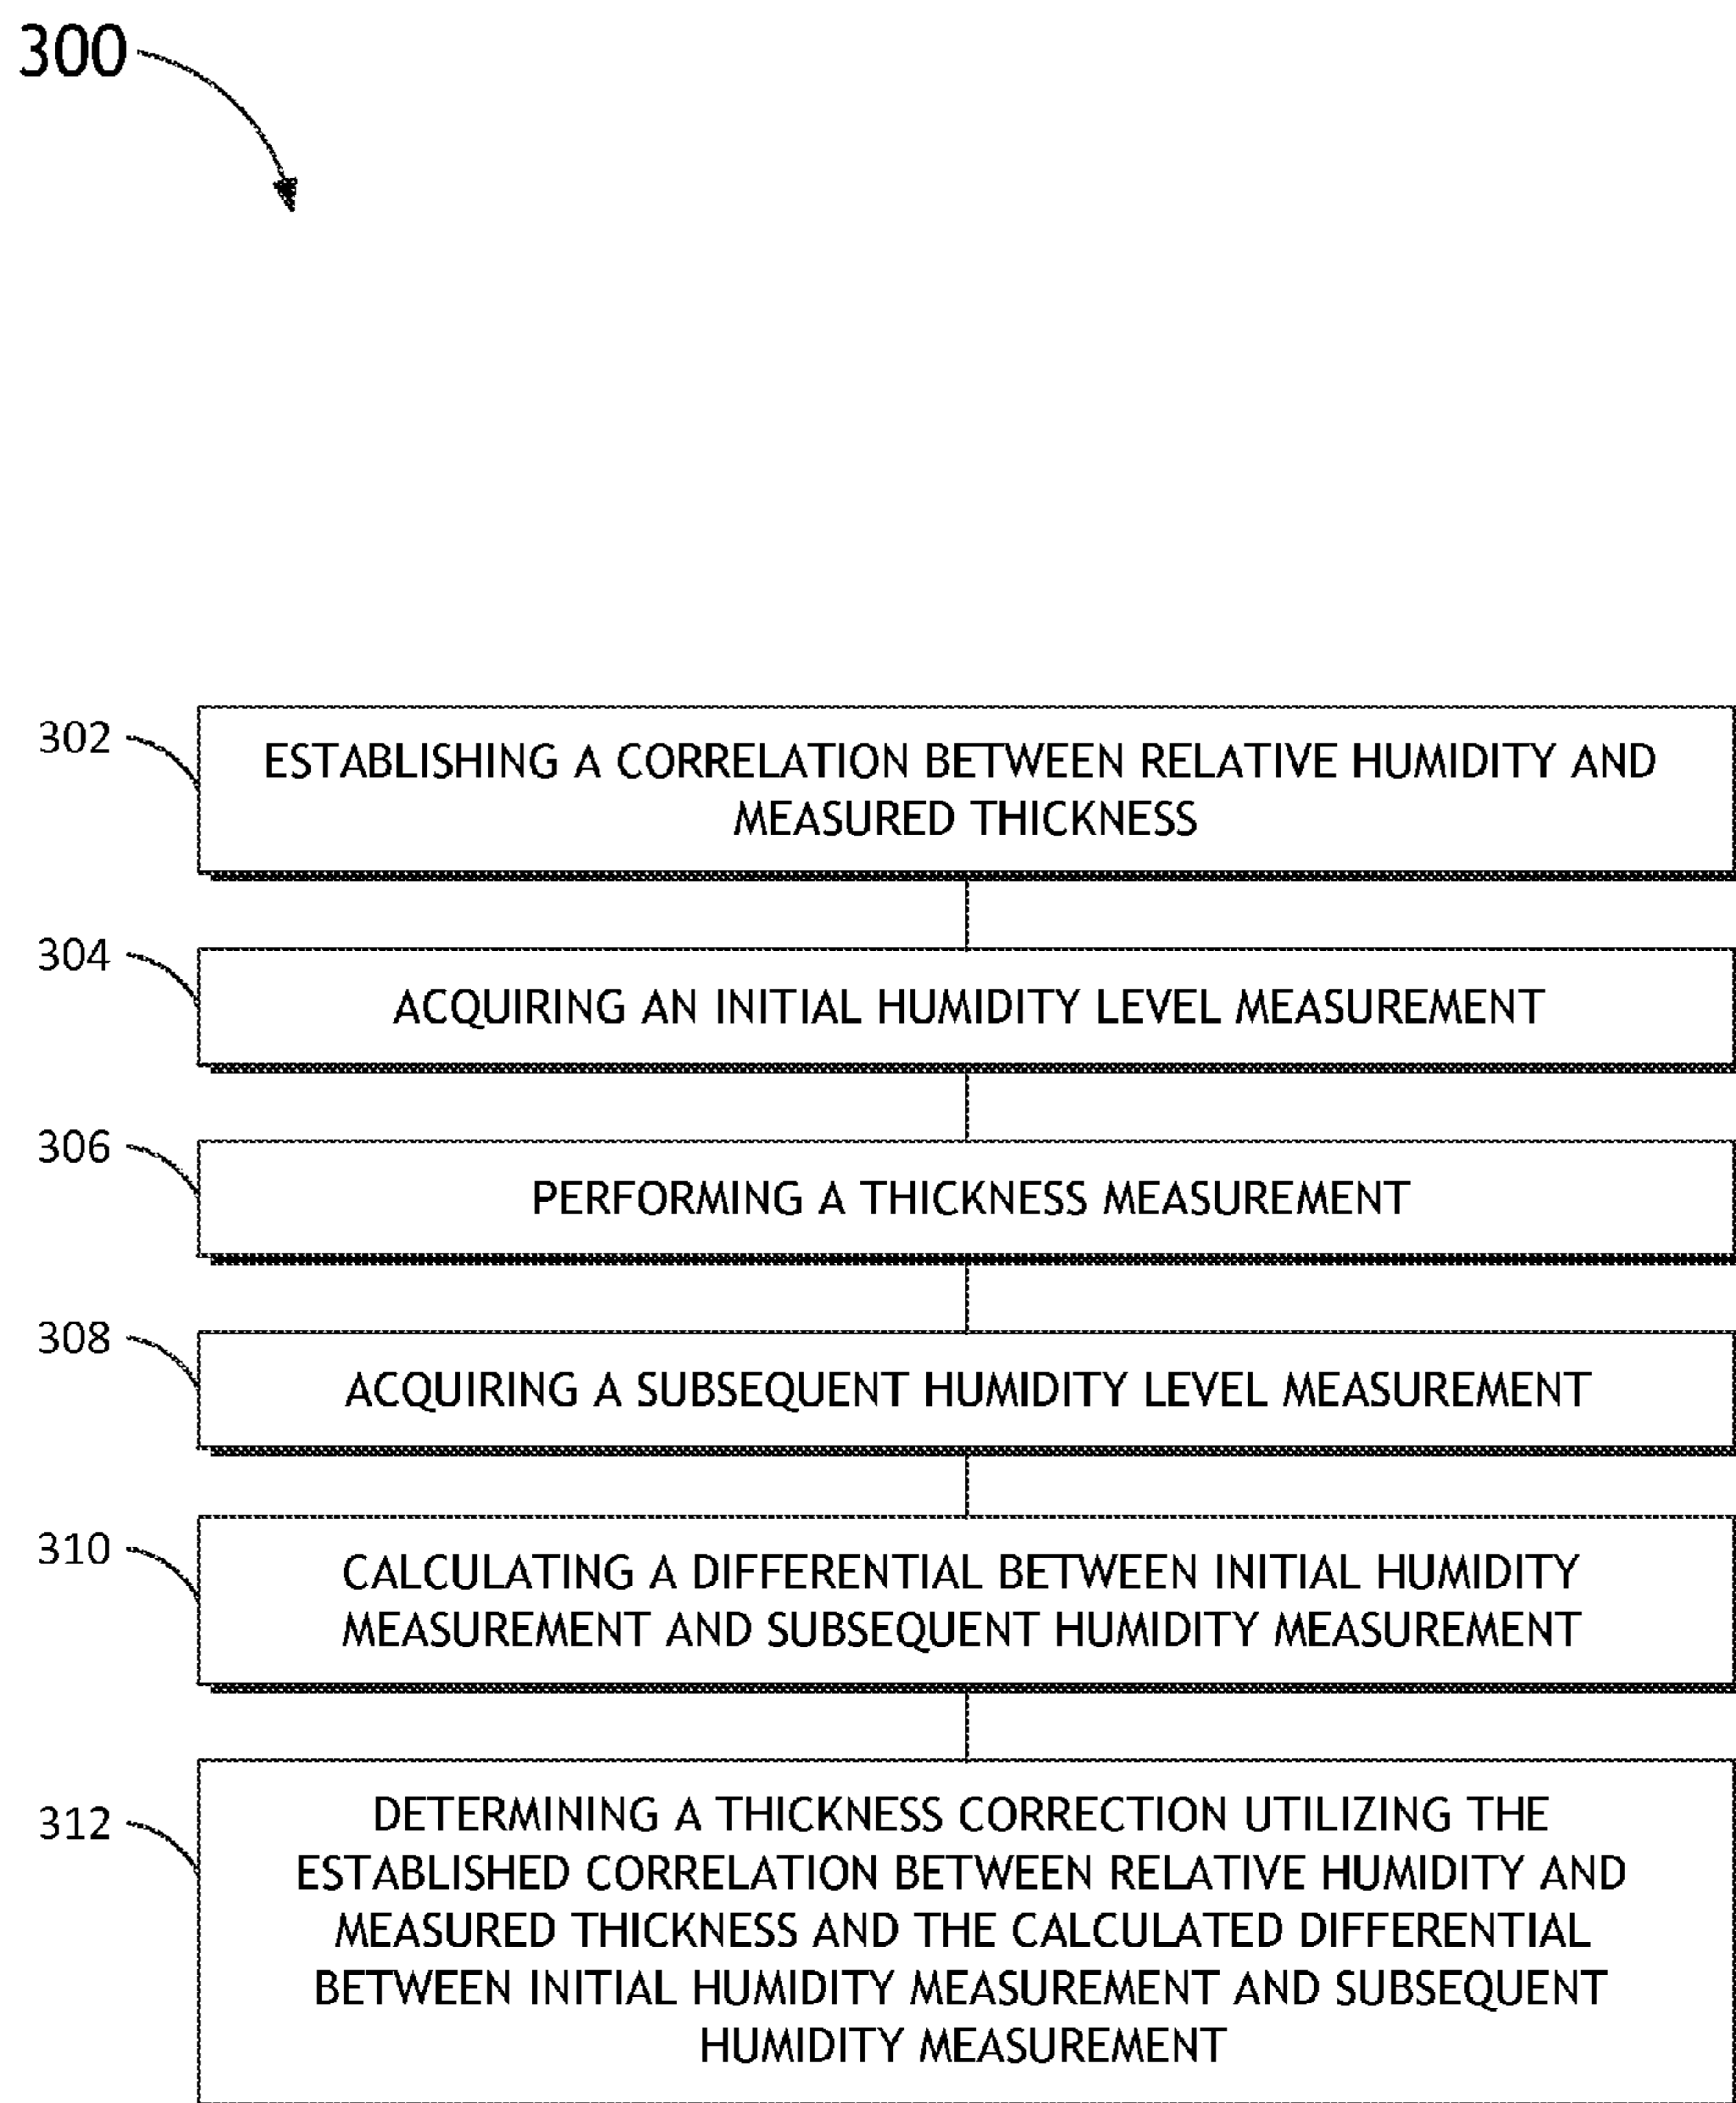 300
302
ESTABLISHING A CORRELATION BETWEEN RELATIVE HUMIDITY AND
MEASURED THICKNESS
304
ACQUIRING AN INITIAL HUMIDITY LEVEL MEASUREMENT
306
PERFORMING A THICKNESS MEASUREMENT
308
ACQUIRING A SUBSEQUENT HUMIDITY LEVEL MEASUREMENT
310
CALCULATING A DIFFERENTIAL BETWEEN INITIAL HUMIDITY
MEASUREMENT AND SUBSEQUENT HUMIDITY MEASUREMENT
312
DETERMINING A THICKNESS CORRECTION UTILIZING THE
ESTABLISHED CORRELATION BETWEEN RELATIVE HUMIDITY AND
MEASURED THICKNESS AND THE CALCULATED DIFFERENTIAL
BETWEEN INITIAL HUMIDITY MEASUREMENT AND SUBSEQUENT
HUMIDITY MEASUREMENT